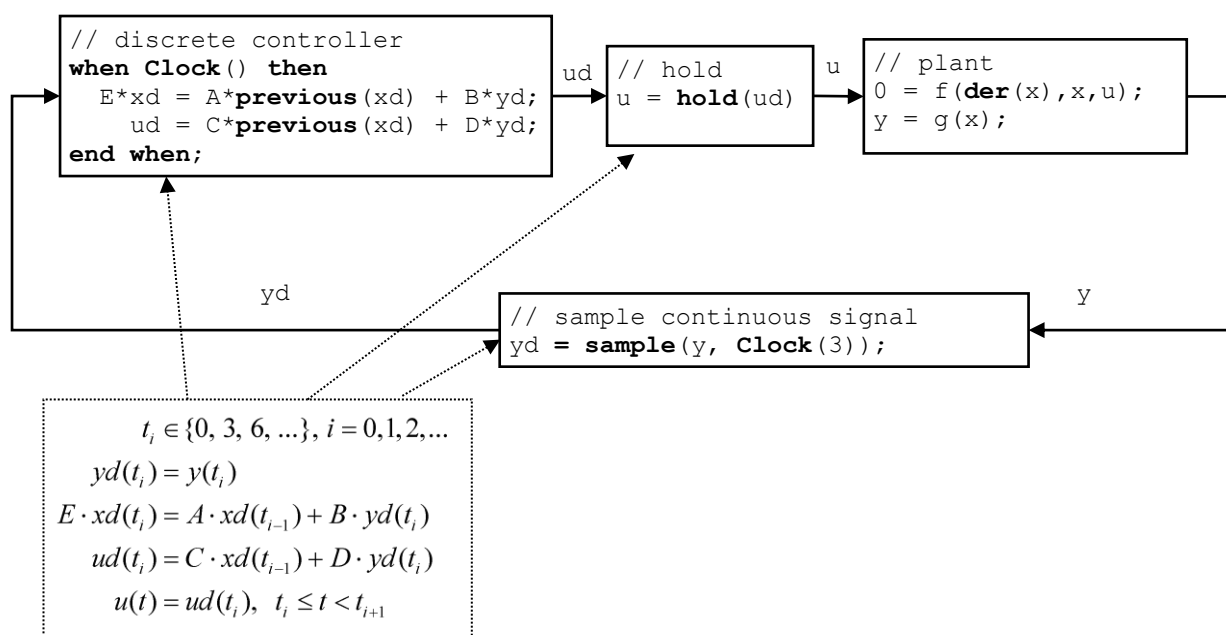 // discrete controller
when Clock() then
E*xd = A*previous(xd) + B*yd;
ud = C*previous(xd) + D*yd;
end when;
ud
// hold
u = hold(ud)
u
// plant
0 = f(der(x),x,u);
y = g(x);
yd
// sample continuous signal
yd = sample(y, Clock(3));
y
t_i ∈ {0, 3, 6, ...}, i = 0,1,2,...
yd(t_i) = y(t_i)
E · xd(t_i) = A · xd(t_{i−1}) + B · yd(t_i)
ud(t_i) = C · xd(t_{i−1}) + D · yd(t_i)
u(t) = ud(t_i), t_i ≤ t < t_{i+1}